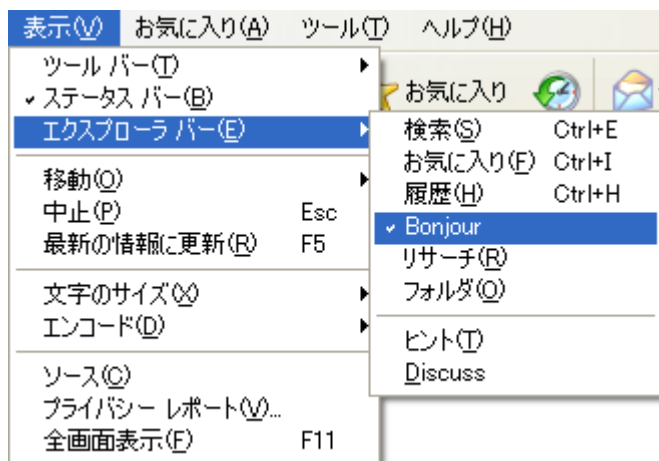 表示(V) お気に入り(A) ツール(T) ヘルプ(H)
お気に入り
ツール バー(T)
ステータス バー(B)
エクスプローラ バー(E)
移動(O)
中止(P) Esc
最新の情報に更新(R) F5
文字のサイズ(X)
エンコード(D)
ソース(C)
プライバシー レポート(V)...
全画面表示(F) F11
検索(S) Ctrl+E
お気に入り(F) Ctrl+I
履歴(H) Ctrl+H
Bonjour
リサーチ(R)
フォルダ(O)
ヒント(T)
Discuss